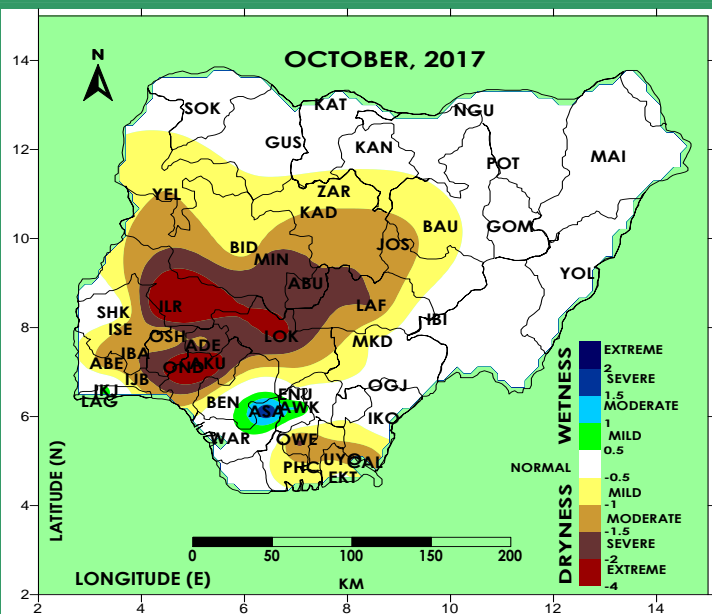 OCTOBER, 2017
N
14
12
10
8
6
4
2
LATITUDE (N)
SOK
KAT
NGU
GUS
KAN
POT
MAI
YEL
ZAR
KAD
BAU
GOM
BID
MIN
JOS
YOL
ABU
SHK
ILR
LAF
IBI
ISE
OSH
LOK
MKD
ADE
IBA
ABE
OND
AKU
IJB
IKJ
LAG
BEN
ENU
OGJ
ASA
AWK
IKO
WAR
OWE
PHC
UYO
CAL
EKT
WETNESS
EXTREME
2
SEVERE
1.5
MODERATE
1
MILD
0.5
NORMAL
-0.5
DRYNESS
MILD
-1
MODERATE
-1.5
SEVERE
-2
EXTREME
-4
0 50 100 150 200
KM
LONGITUDE (E)
4 6 8 10 12 14